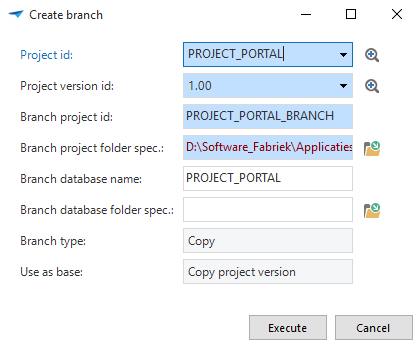 Create branch
Project id: PROJECT_PORTAL
Project version id: 1.00
Branch project id: PROJECT_PORTAL_BRANCH
Branch project folder spec.: D:\Software_Fabriek\Applicaties
Branch database name: PROJECT_PORTAL
Branch database folder spec.:
Branch type: Copy
Use as base: Copy project version
Execute Cancel